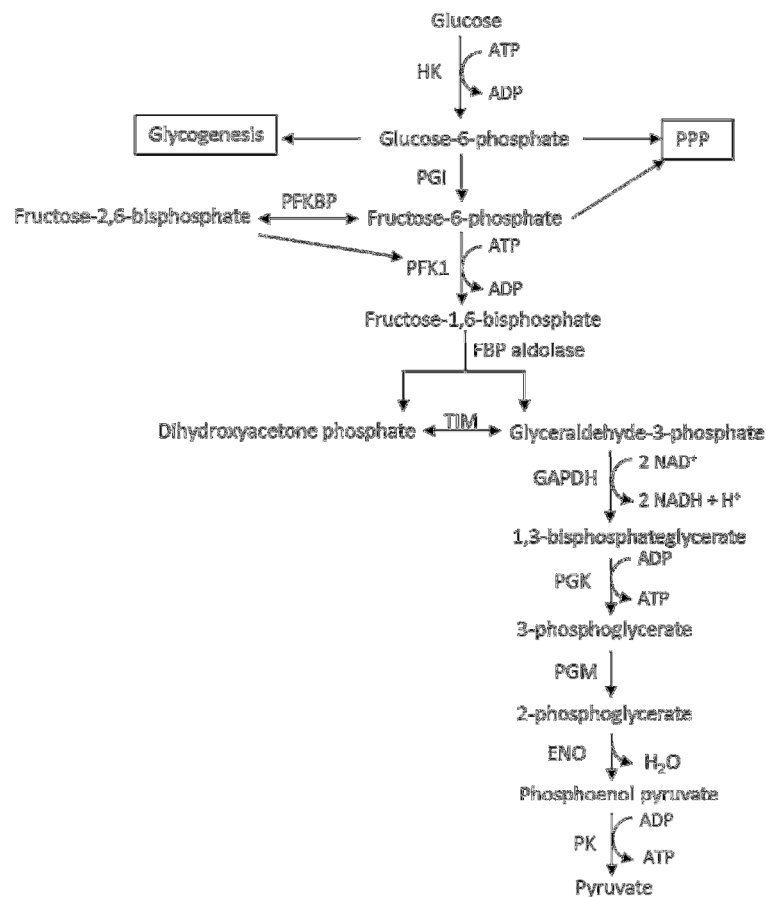 Glucose
ATP
HK
ADP
Glycogenesis
Glucose-6-phosphate
PPP
PGI
Fructose-2,6-bisphosphate
PFKBP
Fructose-6-phosphate
ATP
PFK1
ADP
Fructose-1,6-bisphosphate
FBP aldolase
Dihydroxyacetone phosphate
TIM
Glyceraldehyde-3-phosphate
2 NAD⁺
GAPDH
2 NADH + H⁺
1,3-bisphosphateglycerate
ADP
PGK
ATP
3-phosphoglycerate
PGM
2-phosphoglycerate
ENO
H₂O
Phosphoenol pyruvate
ADP
PK
ATP
Pyruvate